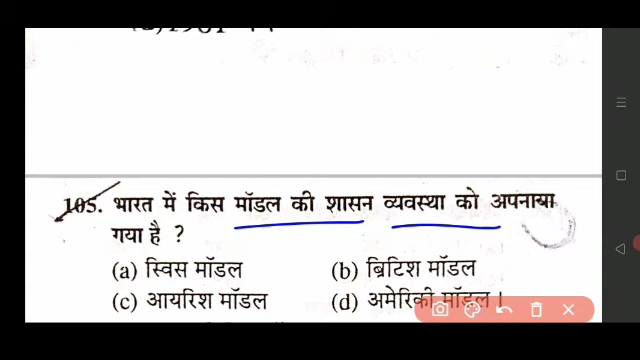 105. भारत में किस मॉडल की शासन व्यवस्था को अपनाया
गया है ?
(a) स्विस मॉडल (b) ब्रिटिश मॉडल
(c) आयरिश मॉडल (d) अमेरिकी मॉडल।